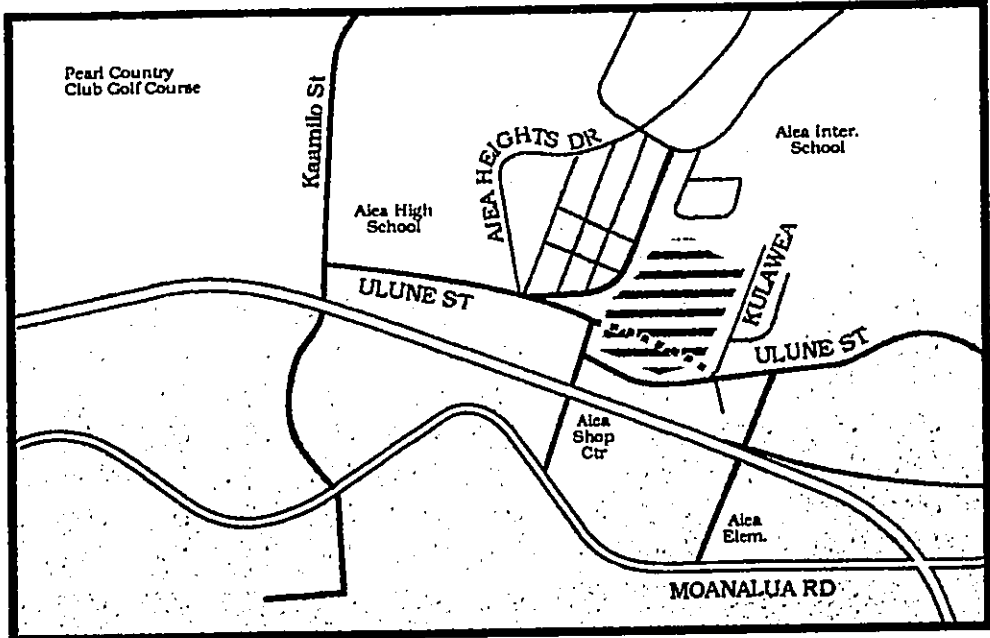 Pearl Country
Club Golf Course
Kaamilo St
AIEA HEIGHTS DR
Aiea Inter.
School
Aiea High
School
ULUNE ST
KULAWEA
ULUNE ST
Aiea
Shop
Ctr
Aiea
Elem.
MOANALUA RD